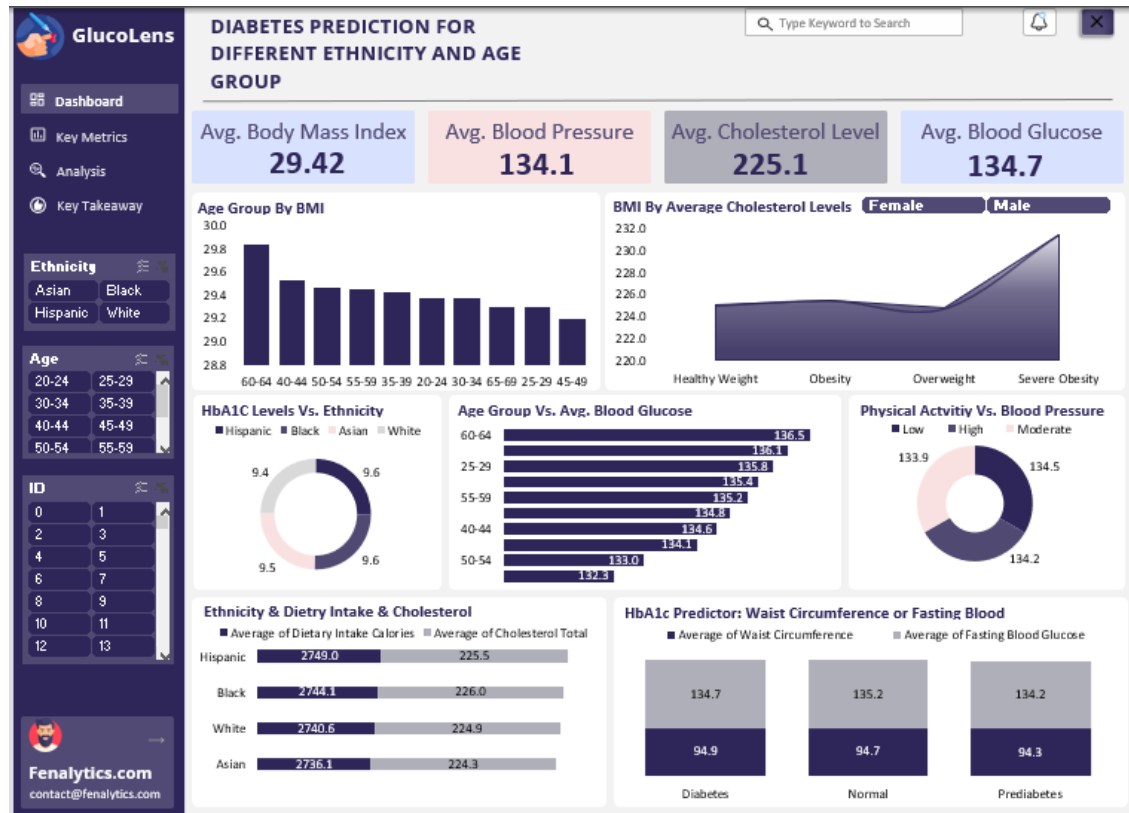 GlucoLens
Dashboard
Key Metrics
Analysis
Key Takeaway
Ethnicity
Asian Black
Hispanic White
Age
20-24 25-29
30-34 35-39
40-44 45-49
50-54 55-59
ID
0 1
2 3
4 5
6 7
8 9
10 11
12 13
Fenalytics.com
contact@fenalytics.com
DIABETES PREDICTION FOR
DIFFERENT ETHNICITY AND AGE
GROUP
Type Keyword to Search
Avg. Body Mass Index
29.42
Avg. Blood Pressure
134.1
Avg. Cholesterol Level
225.1
Avg. Blood Glucose
134.7
Age Group By BMI
30.0
29.8
29.6
29.4
29.2
29.0
28.8
60-64 40-44 50-54 55-59 35-39 20-24 30-34 65-69 25-29 45-49
BMI By Average Cholesterol Levels Female Male
232.0
230.0
228.0
226.0
224.0
222.0
220.0
Healthy Weight Obesity Overweight Severe Obesity
HbA1C Levels Vs. Ethnicity
Hispanic Black Asian White
9.4 9.6
9.5 9.6
Age Group Vs. Avg. Blood Glucose
60-64 136.5
136.1
25-29 135.8
135.4
55-59 135.2
134.8
40-44 134.6
134.1
50-54 133.0
132.3
Physical Actvitiy Vs. Blood Pressure
Low High Moderate
133.9 134.5
134.2
Ethnicity & Dietry Intake & Cholesterol
Average of Dietary Intake Calories Average of Cholesterol Total
Hispanic 2749.0 225.5
Black 2744.1 226.0
White 2740.6 224.9
Asian 2736.1 224.3
HbA1c Predictor: Waist Circumference or Fasting Blood
Average of Waist Circumference Average of Fasting Blood Glucose
134.7 135.2 134.2
94.9 94.7 94.3
Diabetes Normal Prediabetes